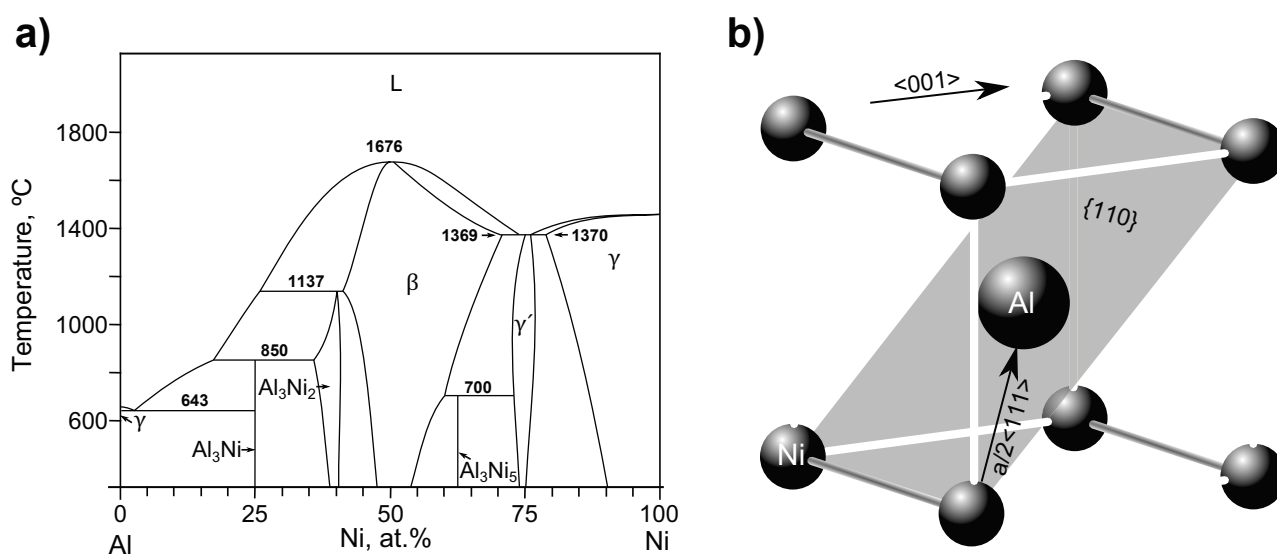 a)
L
1800
1676
1400
1369
1370
γ
1137
β
1000
γ´
850
Al₃Ni₂
700
643
600
γ
Al₃Ni
Al₃Ni₅
Temperature, ºC
0
25
50
75
100
Al
Ni, at.%
Ni
b)
<001>
{110}
Al
a/2<111>
Ni